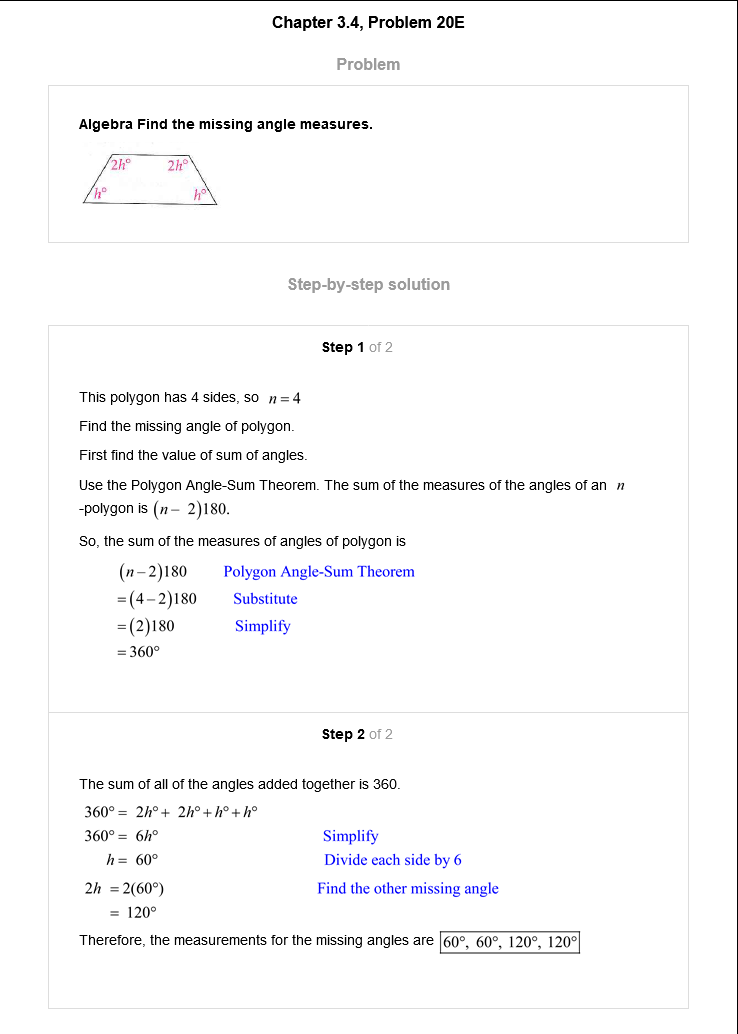 Chapter 3.4, Problem 20E
Problem
Algebra Find the missing angle measures.
2h° 2h°
h° h°
Step-by-step solution
Step 1 of 2
This polygon has 4 sides, so n = 4
Find the missing angle of polygon.
First find the value of sum of angles.
Use the Polygon Angle-Sum Theorem. The sum of the measures of the angles of an n
-polygon is (n − 2)180.
So, the sum of the measures of angles of polygon is
(n − 2)180 Polygon Angle-Sum Theorem
= (4 − 2)180 Substitute
= (2)180 Simplify
= 360°
Step 2 of 2
The sum of all of the angles added together is 360.
360° = 2h° + 2h° + h° + h°
360° = 6h° Simplify
h = 60° Divide each side by 6
2h = 2(60°) Find the other missing angle
= 120°
Therefore, the measurements for the missing angles are 60°, 60°, 120°, 120°